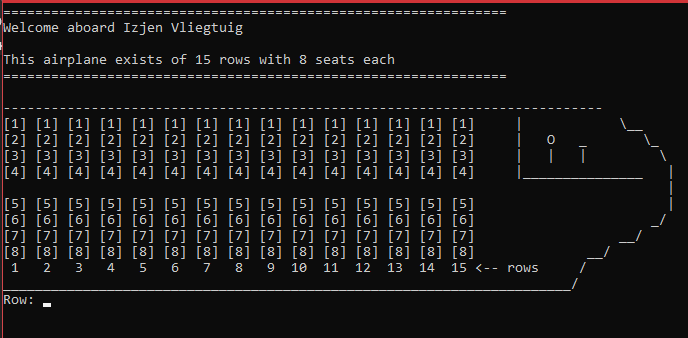 ===============================================================
Welcome aboard Izjen Vliegtuig
This airplane exists of 15 rows with 8 seats each
===============================================================
---------------------------------------------------------------------------
[1] [1] [1] [1] [1] [1] [1] [1] [1] [1] [1] [1] [1] [1] [1]     |            \__
[2] [2] [2] [2] [2] [2] [2] [2] [2] [2] [2] [2] [2] [2] [2]     |   O   _       \_
[3] [3] [3] [3] [3] [3] [3] [3] [3] [3] [3] [3] [3] [3] [3]     |   |   |         \
[4] [4] [4] [4] [4] [4] [4] [4] [4] [4] [4] [4] [4] [4] [4]     |_______________   |
                                                                                   |
[5] [5] [5] [5] [5] [5] [5] [5] [5] [5] [5] [5] [5] [5] [5]                        |
[6] [6] [6] [6] [6] [6] [6] [6] [6] [6] [6] [6] [6] [6] [6]                      _/
[7] [7] [7] [7] [7] [7] [7] [7] [7] [7] [7] [7] [7] [7] [7]                  __/
[8] [8] [8] [8] [8] [8] [8] [8] [8] [8] [8] [8] [8] [8] [8]              __/
 1   2   3   4   5   6   7   8   9  10  11  12  13  14  15 <-- rows     /
_______________________________________________________________________/
Row: _